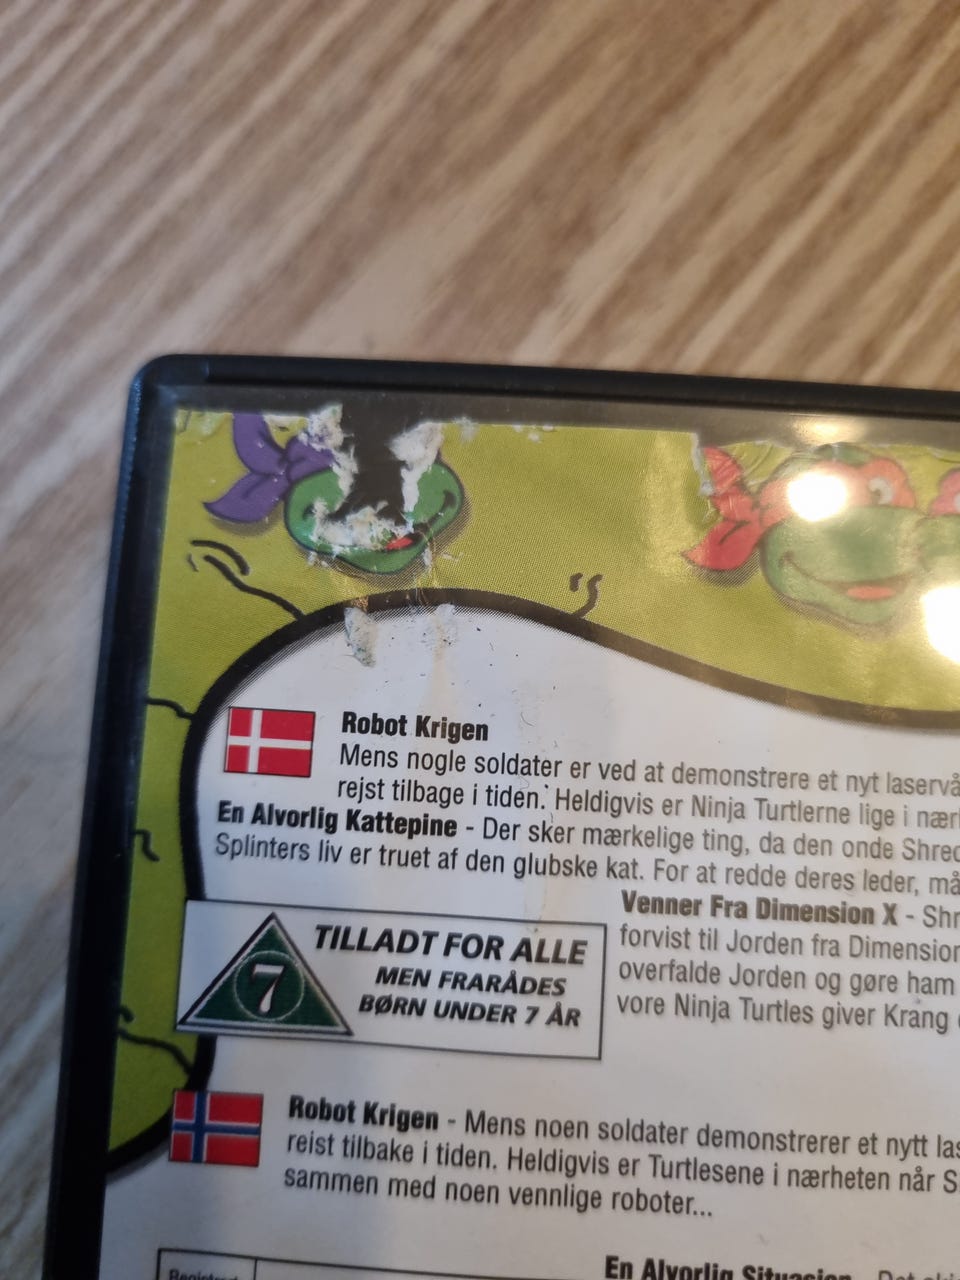 Robot Krigen
Mens nogle soldater er ved at demonstrere et nyt
rejst tilbage i tiden. Heldigvis er Ninja Turtlerne lige i
En Alvorlig Kattepine - Der sker mærkelige ting, da den onde
Splinters liv er truet af den glubske kat. For at redde deres leder,
Venner Fra Dimension X -
forvist til Jorden fra
overfalde Jorden og gøre ham
vore Ninja Turtles giver Krang
7
TILLADT FOR ALLE
MEN FRARÅDES
BØRN UNDER 7 ÅR
Robot Krigen - Mens noen soldater demonstrerer et nytt
reist tilbake i tiden. Heldigvis er Turtlesene i nærheten når
sammen med noen vennlige roboter...
En Alvorlig Situasjon -